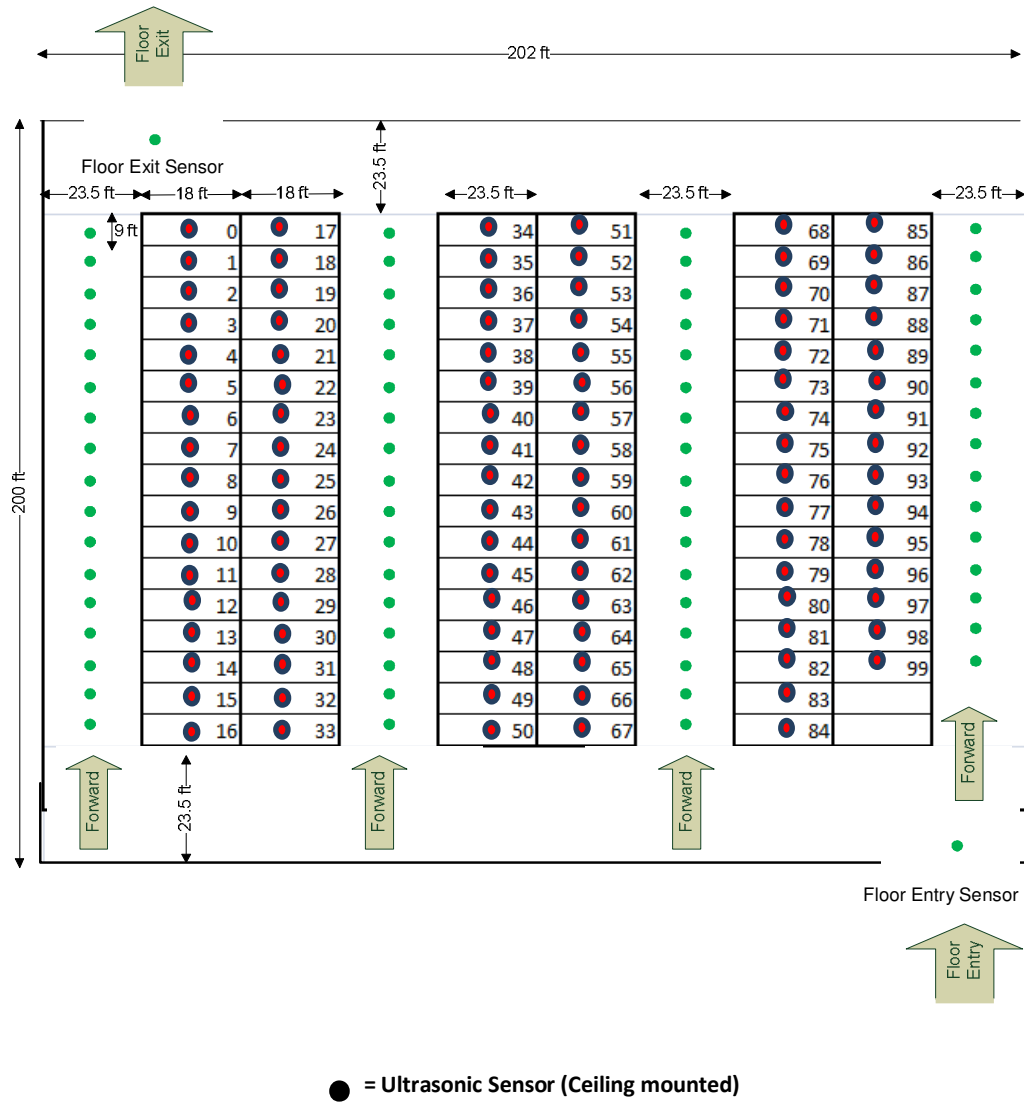 Floor
Exit
202 ft
Floor Exit Sensor
23.5 ft
23.5 ft 18 ft 18 ft 23.5 ft 23.5 ft 23.5 ft
9 ft
0 17 34 51 68 85
1 18 35 52 69 86
2 19 36 53 70 87
3 20 37 54 71 88
4 21 38 55 72 89
5 22 39 56 73 90
6 23 40 57 74 91
7 24 41 58 75 92
8 25 42 59 76 93
9 26 43 60 77 94
10 27 44 61 78 95
11 28 45 62 79 96
12 29 46 63 80 97
13 30 47 64 81 98
14 31 48 65 82 99
15 32 49 66 83
16 33 50 67 84
200 ft
Forward Forward Forward Forward
23.5 ft
Floor Entry Sensor
Floor
Entry
= Ultrasonic Sensor (Ceiling mounted)